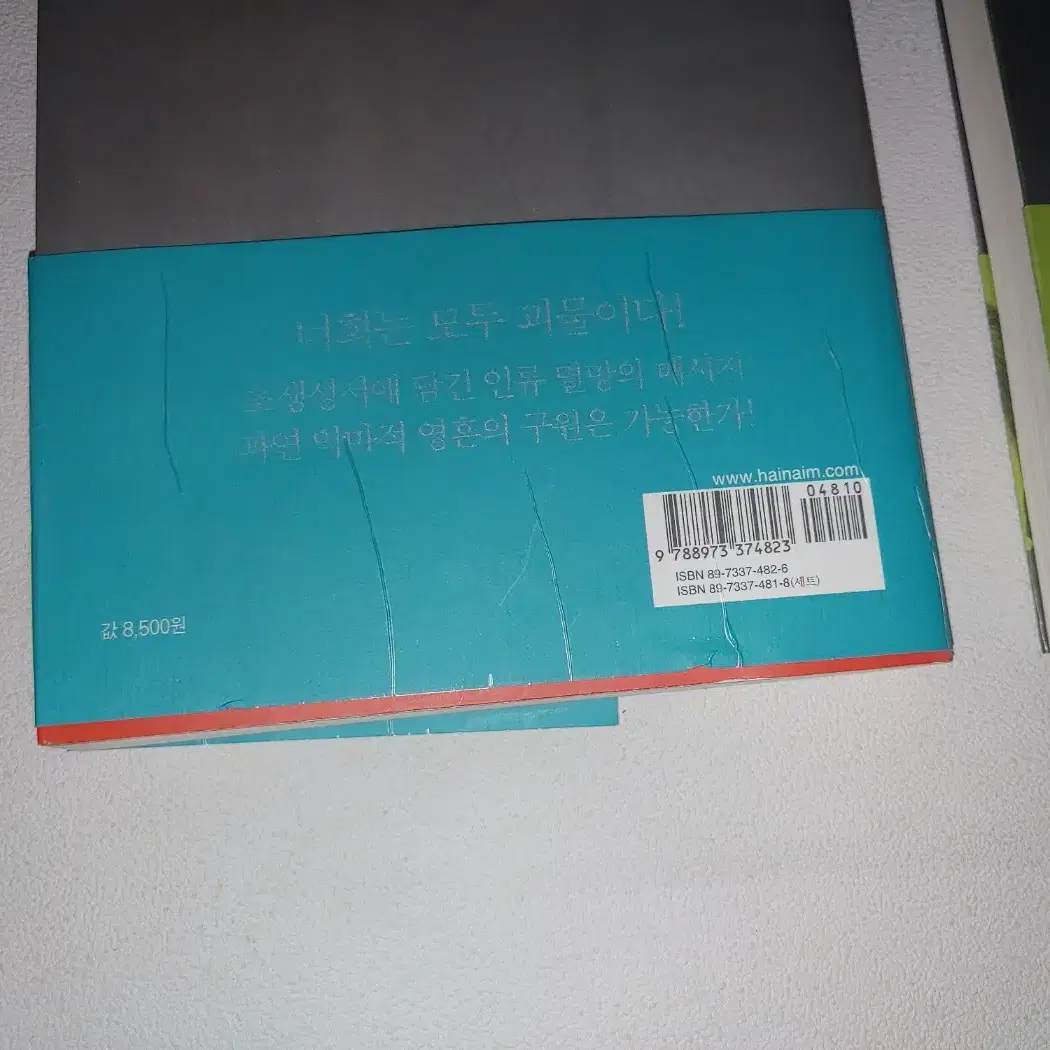 너희는 모두 괴물이다!
초생성서에 담긴 인류 멸망의 메시지
과연 악마적 영혼의 구원은 가능한가!
www.hainaim.com
04810
9 788973 374823
ISBN 89-7337-482-6
ISBN 89-7337-481-8(세트)
값 8,500원